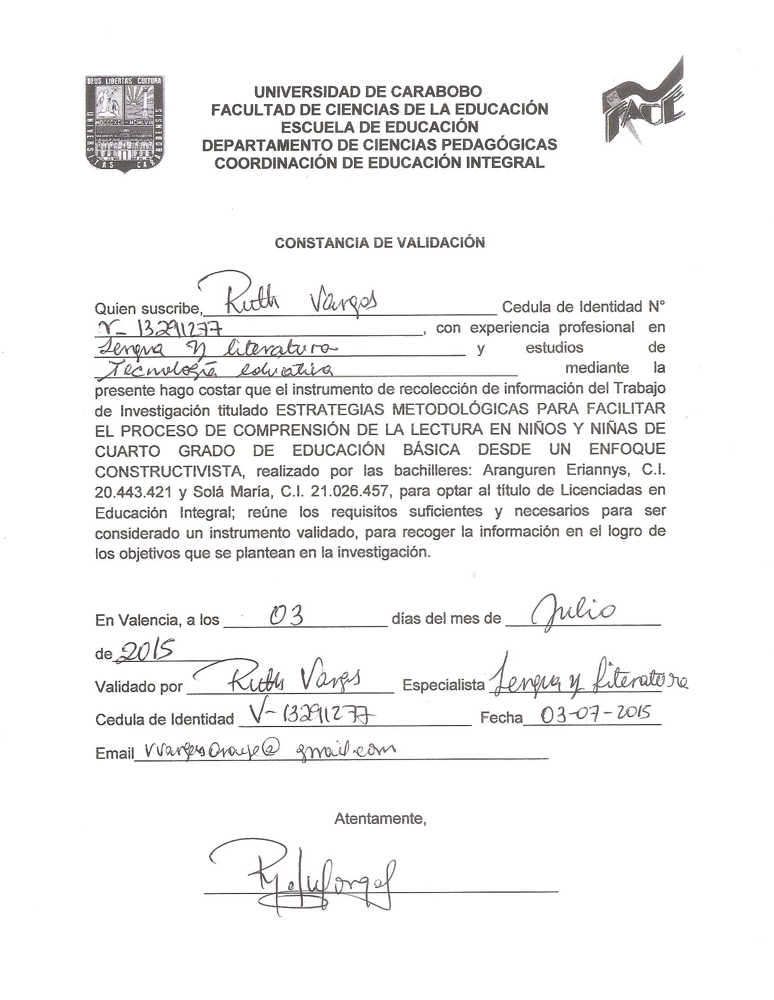 DEUS LIBERTAS CULTURA
MDCCCXCII - MCMLVIII
UNIVERSITAS CARABOBENSIS
FACE
UNIVERSIDAD DE CARABOBO
FACULTAD DE CIENCIAS DE LA EDUCACIÓN
ESCUELA DE EDUCACIÓN
DEPARTAMENTO DE CIENCIAS PEDAGÓGICAS
COORDINACIÓN DE EDUCACIÓN INTEGRAL
CONSTANCIA DE VALIDACIÓN
Quien suscribe, Ruth Vargas Cedula de Identidad N°
V- 13291277, con experiencia profesional en
Lengua y literatura y estudios de
Tecnología educativa mediante la
presente hago costar que el instrumento de recolección de información del Trabajo
de Investigación titulado ESTRATEGIAS METODOLÓGICAS PARA FACILITAR
EL PROCESO DE COMPRENSIÓN DE LA LECTURA EN NIÑOS Y NIÑAS DE
CUARTO GRADO DE EDUCACIÓN BÁSICA DESDE UN ENFOQUE
CONSTRUCTIVISTA, realizado por las bachilleres: Aranguren Eriannys, C.I.
20.443.421 y Solá María, C.I. 21.026.457, para optar al título de Licenciadas en
Educación Integral; reúne los requisitos suficientes y necesarios para ser
considerado un instrumento validado, para recoger la información en el logro de
los objetivos que se plantean en la investigación.
En Valencia, a los 03 días del mes de Julio
de 2015
Validado por Ruth Vargas Especialista Lengua y Literatura
Cedula de Identidad V-13291277 Fecha 03-07-2015
Email @gmail.com
Atentamente,